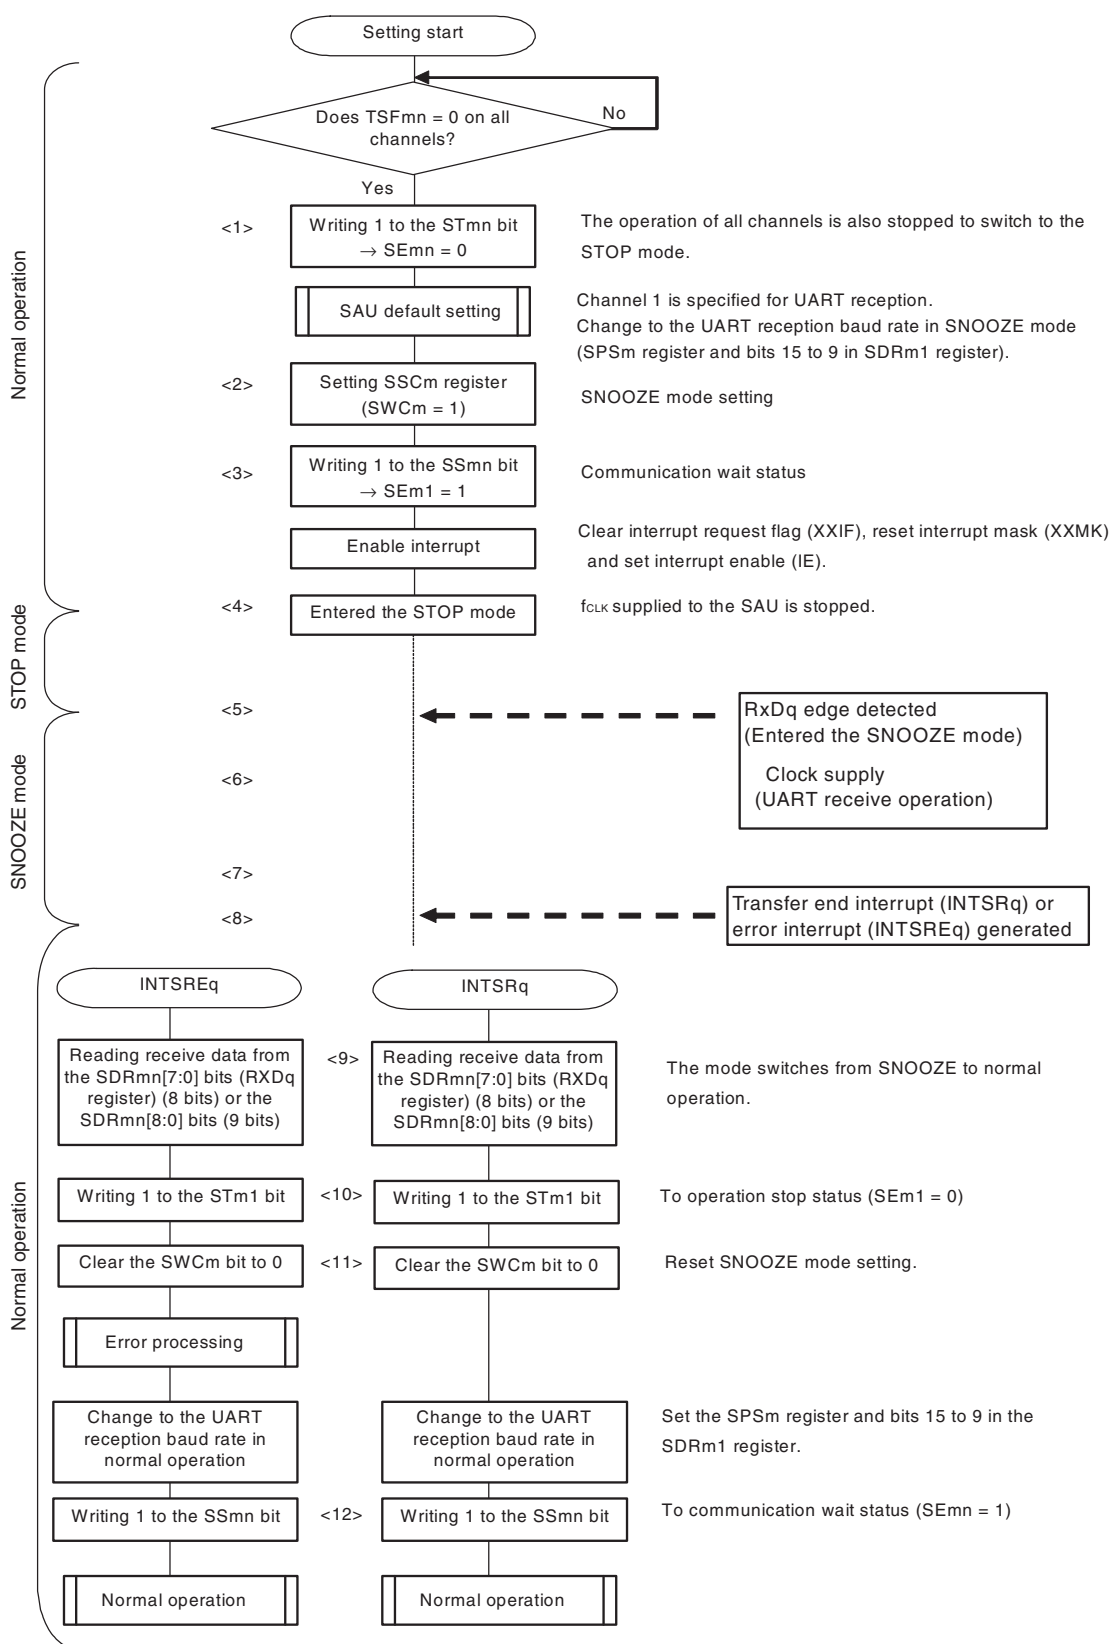 Setting start
Does TSFmn = 0 on all
channels?
No
Yes
<1>
Writing 1 to the STmn bit
→ SEmn = 0
The operation of all channels is also stopped to switch to the
STOP mode.
SAU default setting
Channel 1 is specified for UART reception.
Change to the UART reception baud rate in SNOOZE mode
(SPSm register and bits 15 to 9 in SDRm1 register).
<2>
Setting SSCm register
(SWCm = 1)
SNOOZE mode setting
<3>
Writing 1 to the SSmn bit
→ SEm1 = 1
Communication wait status
Enable interrupt
Clear interrupt request flag (XXIF), reset interrupt mask (XXMK)
and set interrupt enable (IE).
Normal operation
<4>
Entered the STOP mode
fCLK supplied to the SAU is stopped.
STOP mode
<5>
RxDq edge detected
(Entered the SNOOZE mode)
<6>
Clock supply
(UART receive operation)
SNOOZE mode
<7>
<8>
Transfer end interrupt (INTSRq) or
error interrupt (INTSREq) generated
INTSREq
INTSRq
Reading receive data from
the SDRmn[7:0] bits (RXDq
register) (8 bits) or the
SDRmn[8:0] bits (9 bits)
<9>
Reading receive data from
the SDRmn[7:0] bits (RXDq
register) (8 bits) or the
SDRmn[8:0] bits (9 bits)
The mode switches from SNOOZE to normal
operation.
Writing 1 to the STm1 bit
<10>
Writing 1 to the STm1 bit
To operation stop status (SEm1 = 0)
Clear the SWCm bit to 0
<11>
Clear the SWCm bit to 0
Reset SNOOZE mode setting.
Normal operation
Error processing
Change to the UART
reception baud rate in
normal operation
Change to the UART
reception baud rate in
normal operation
Set the SPSm register and bits 15 to 9 in the
SDRm1 register.
Writing 1 to the SSmn bit
<12>
Writing 1 to the SSmn bit
To communication wait status (SEmn = 1)
Normal operation
Normal operation